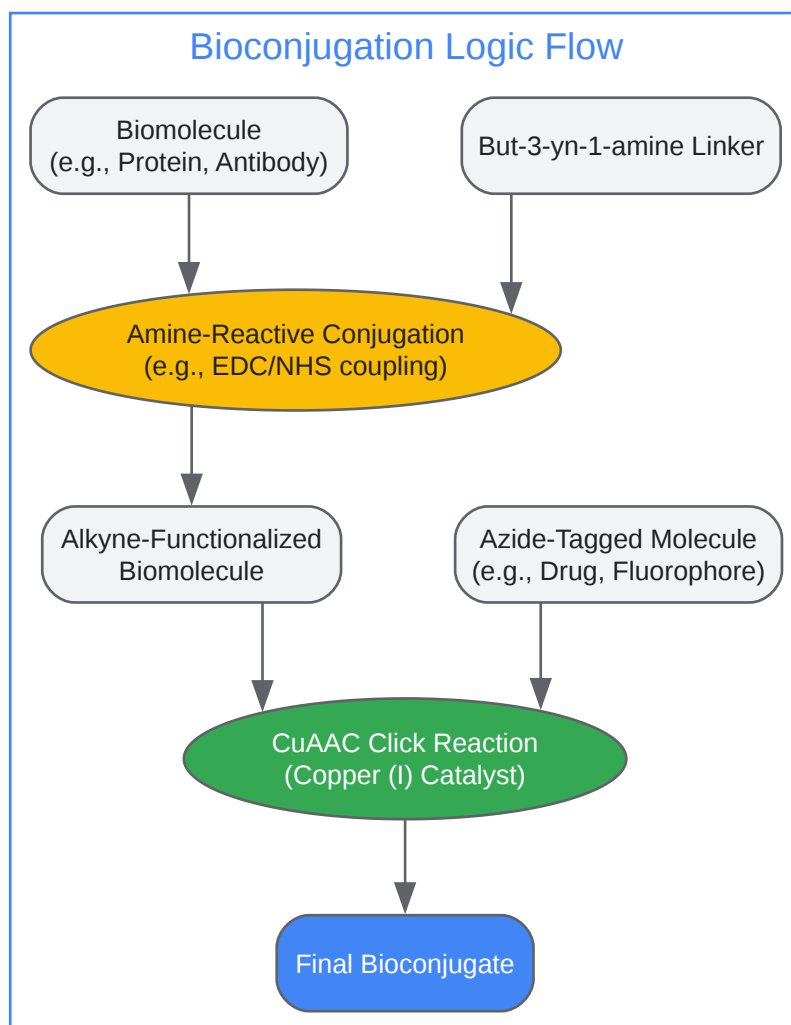 Bioconjugation Logic Flow
Biomolecule
(e.g., Protein, Antibody)
But-3-yn-1-amine Linker
Amine-Reactive Conjugation
(e.g., EDC/NHS coupling)
Alkyne-Functionalized
Biomolecule
Azide-Tagged Molecule
(e.g., Drug, Fluorophore)
CuAAC Click Reaction
(Copper (I) Catalyst)
Final Bioconjugate